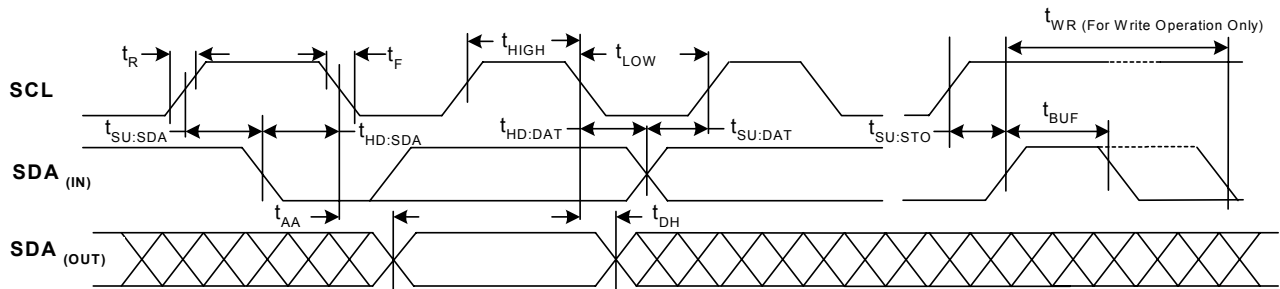 tWR (For Write Operation Only)
tR
tF
tHIGH
tLOW
SCL
tSU:SDA
tHD:SDA
tHD:DAT
tSU:DAT
tSU:STO
tBUF
SDA (IN)
tAA
tDH
SDA (OUT)